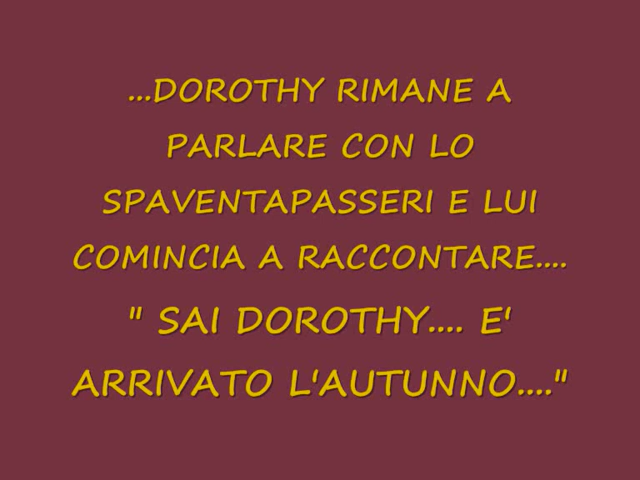 ...DOROTHY RIMANE A
PARLARE CON LO
SPAVENTAPASSERI E LUI
COMINCIA A RACCONTARE....
" SAI DOROTHY.... E'
ARRIVATO L'AUTUNNO...."